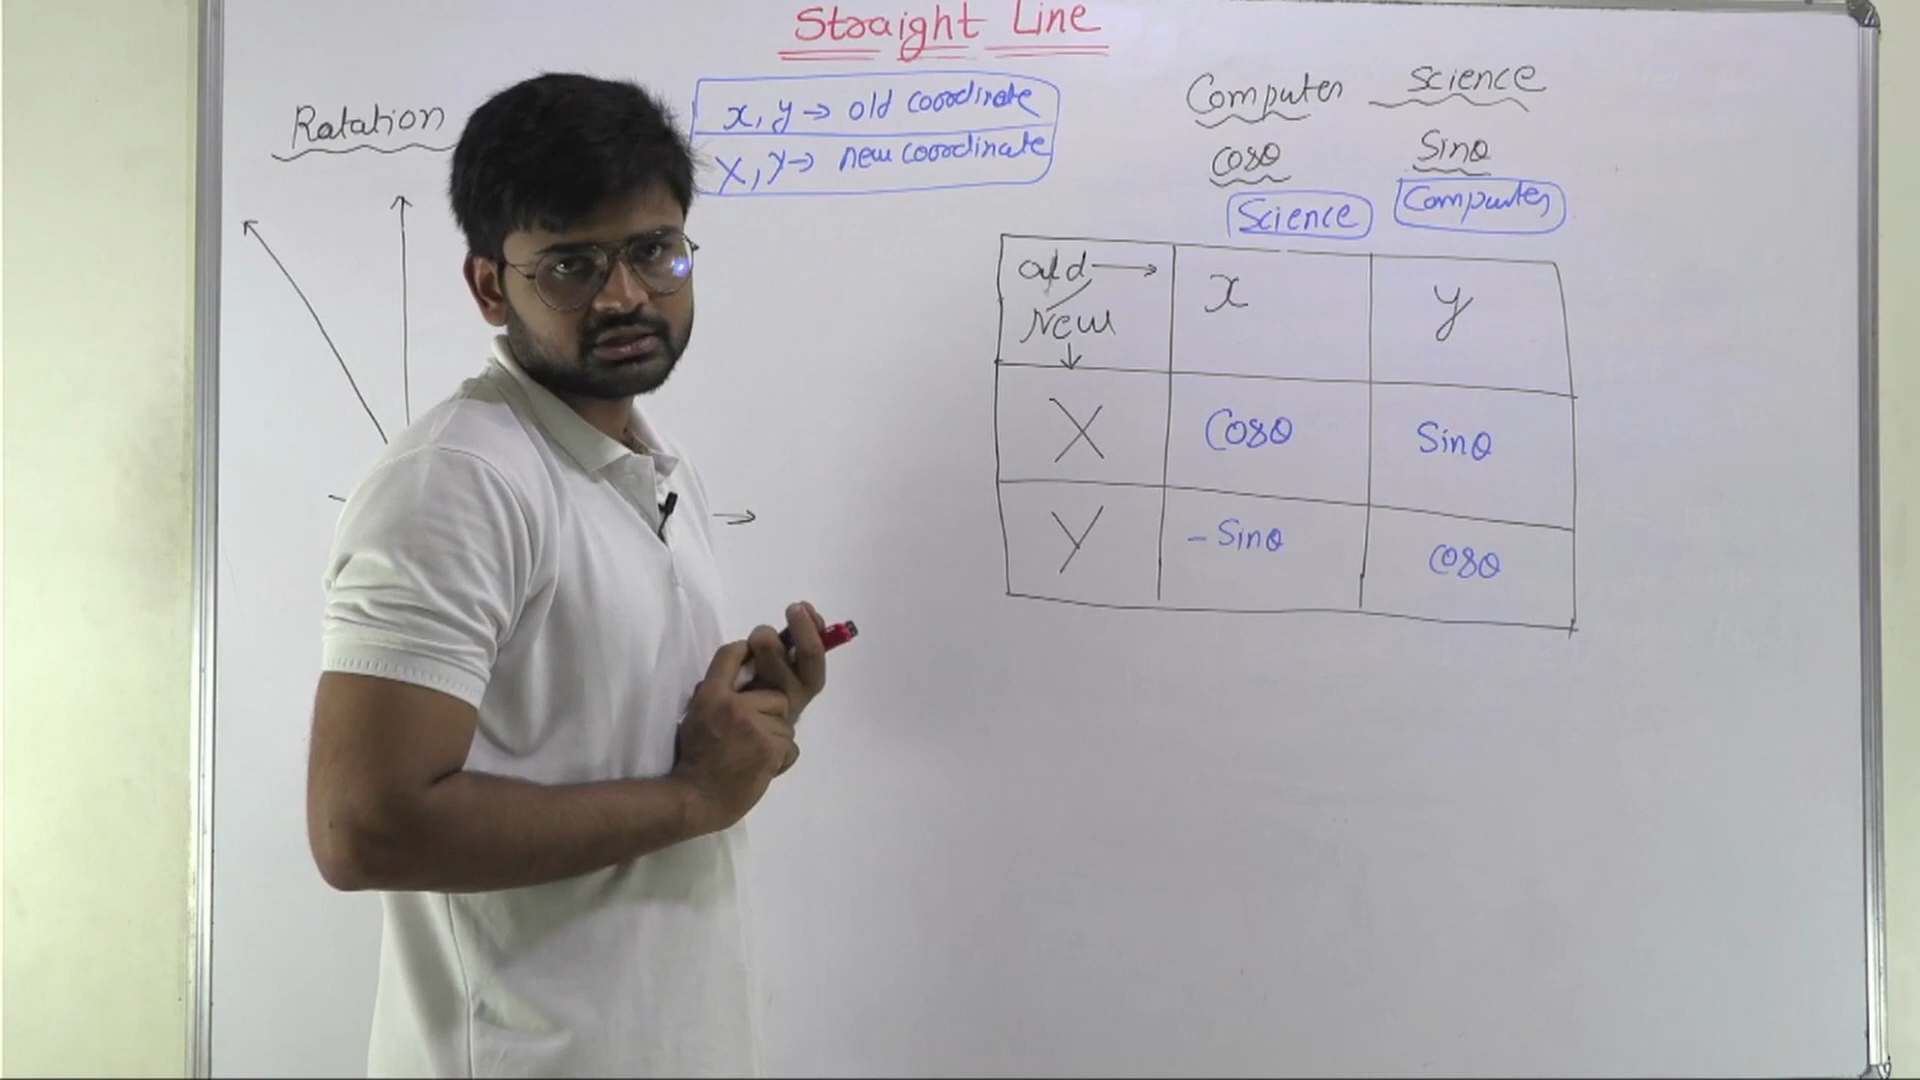 Straight Line
Rotation
x, y → old coordinate
X, Y → new coordinate
Computer Science
Cosθ Sinθ
Science Computer
old →
New ↓
x y
X Cosθ Sinθ
Y - Sinθ Cosθ